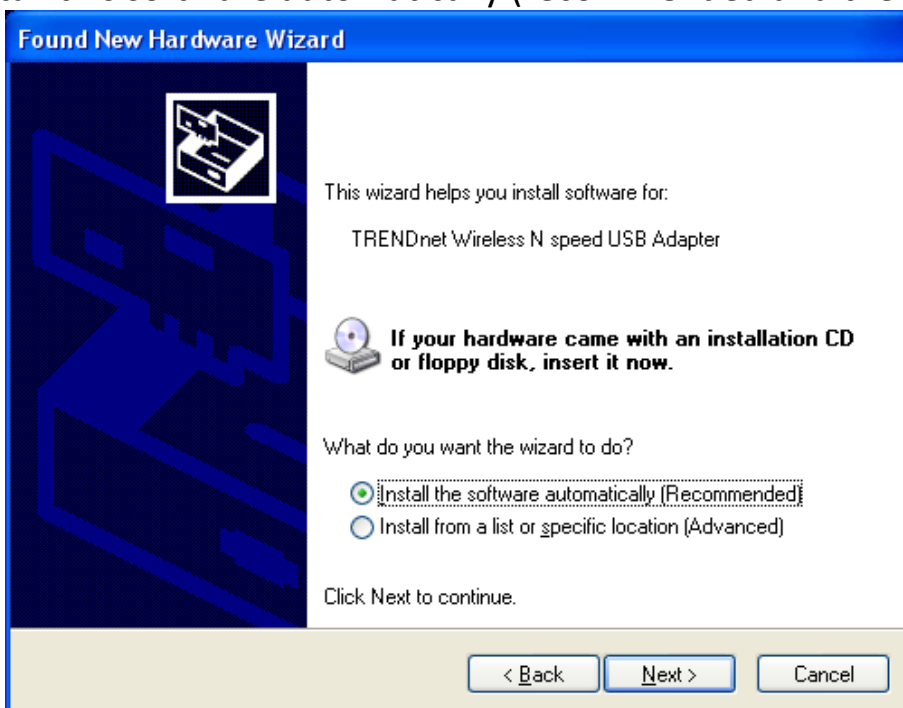 software automatically (
Found New Hardware Wizard
This wizard helps you install software for:
TRENDnet Wireless N speed USB Adapter
If your hardware came with an installation CD
or floppy disk, insert it now.
What do you want the wizard to do?
Install the software automatically (Recommended)
Install from a list or specific location (Advanced)
Click Next to continue.
< Back
Next >
Cancel